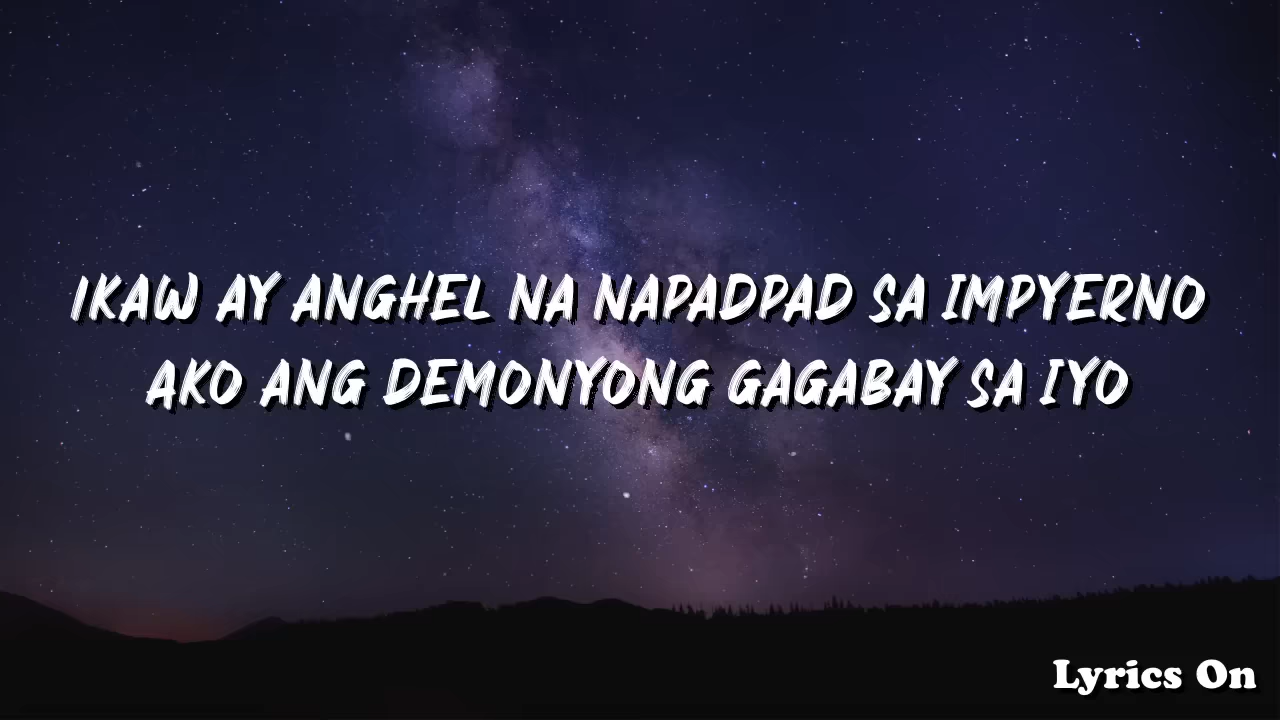 IKAW AY ANGHEL NA NAPADPAD SA IMPYERNO
AKO ANG DEMONYONG GAGABAY SA IYO
Lyrics On